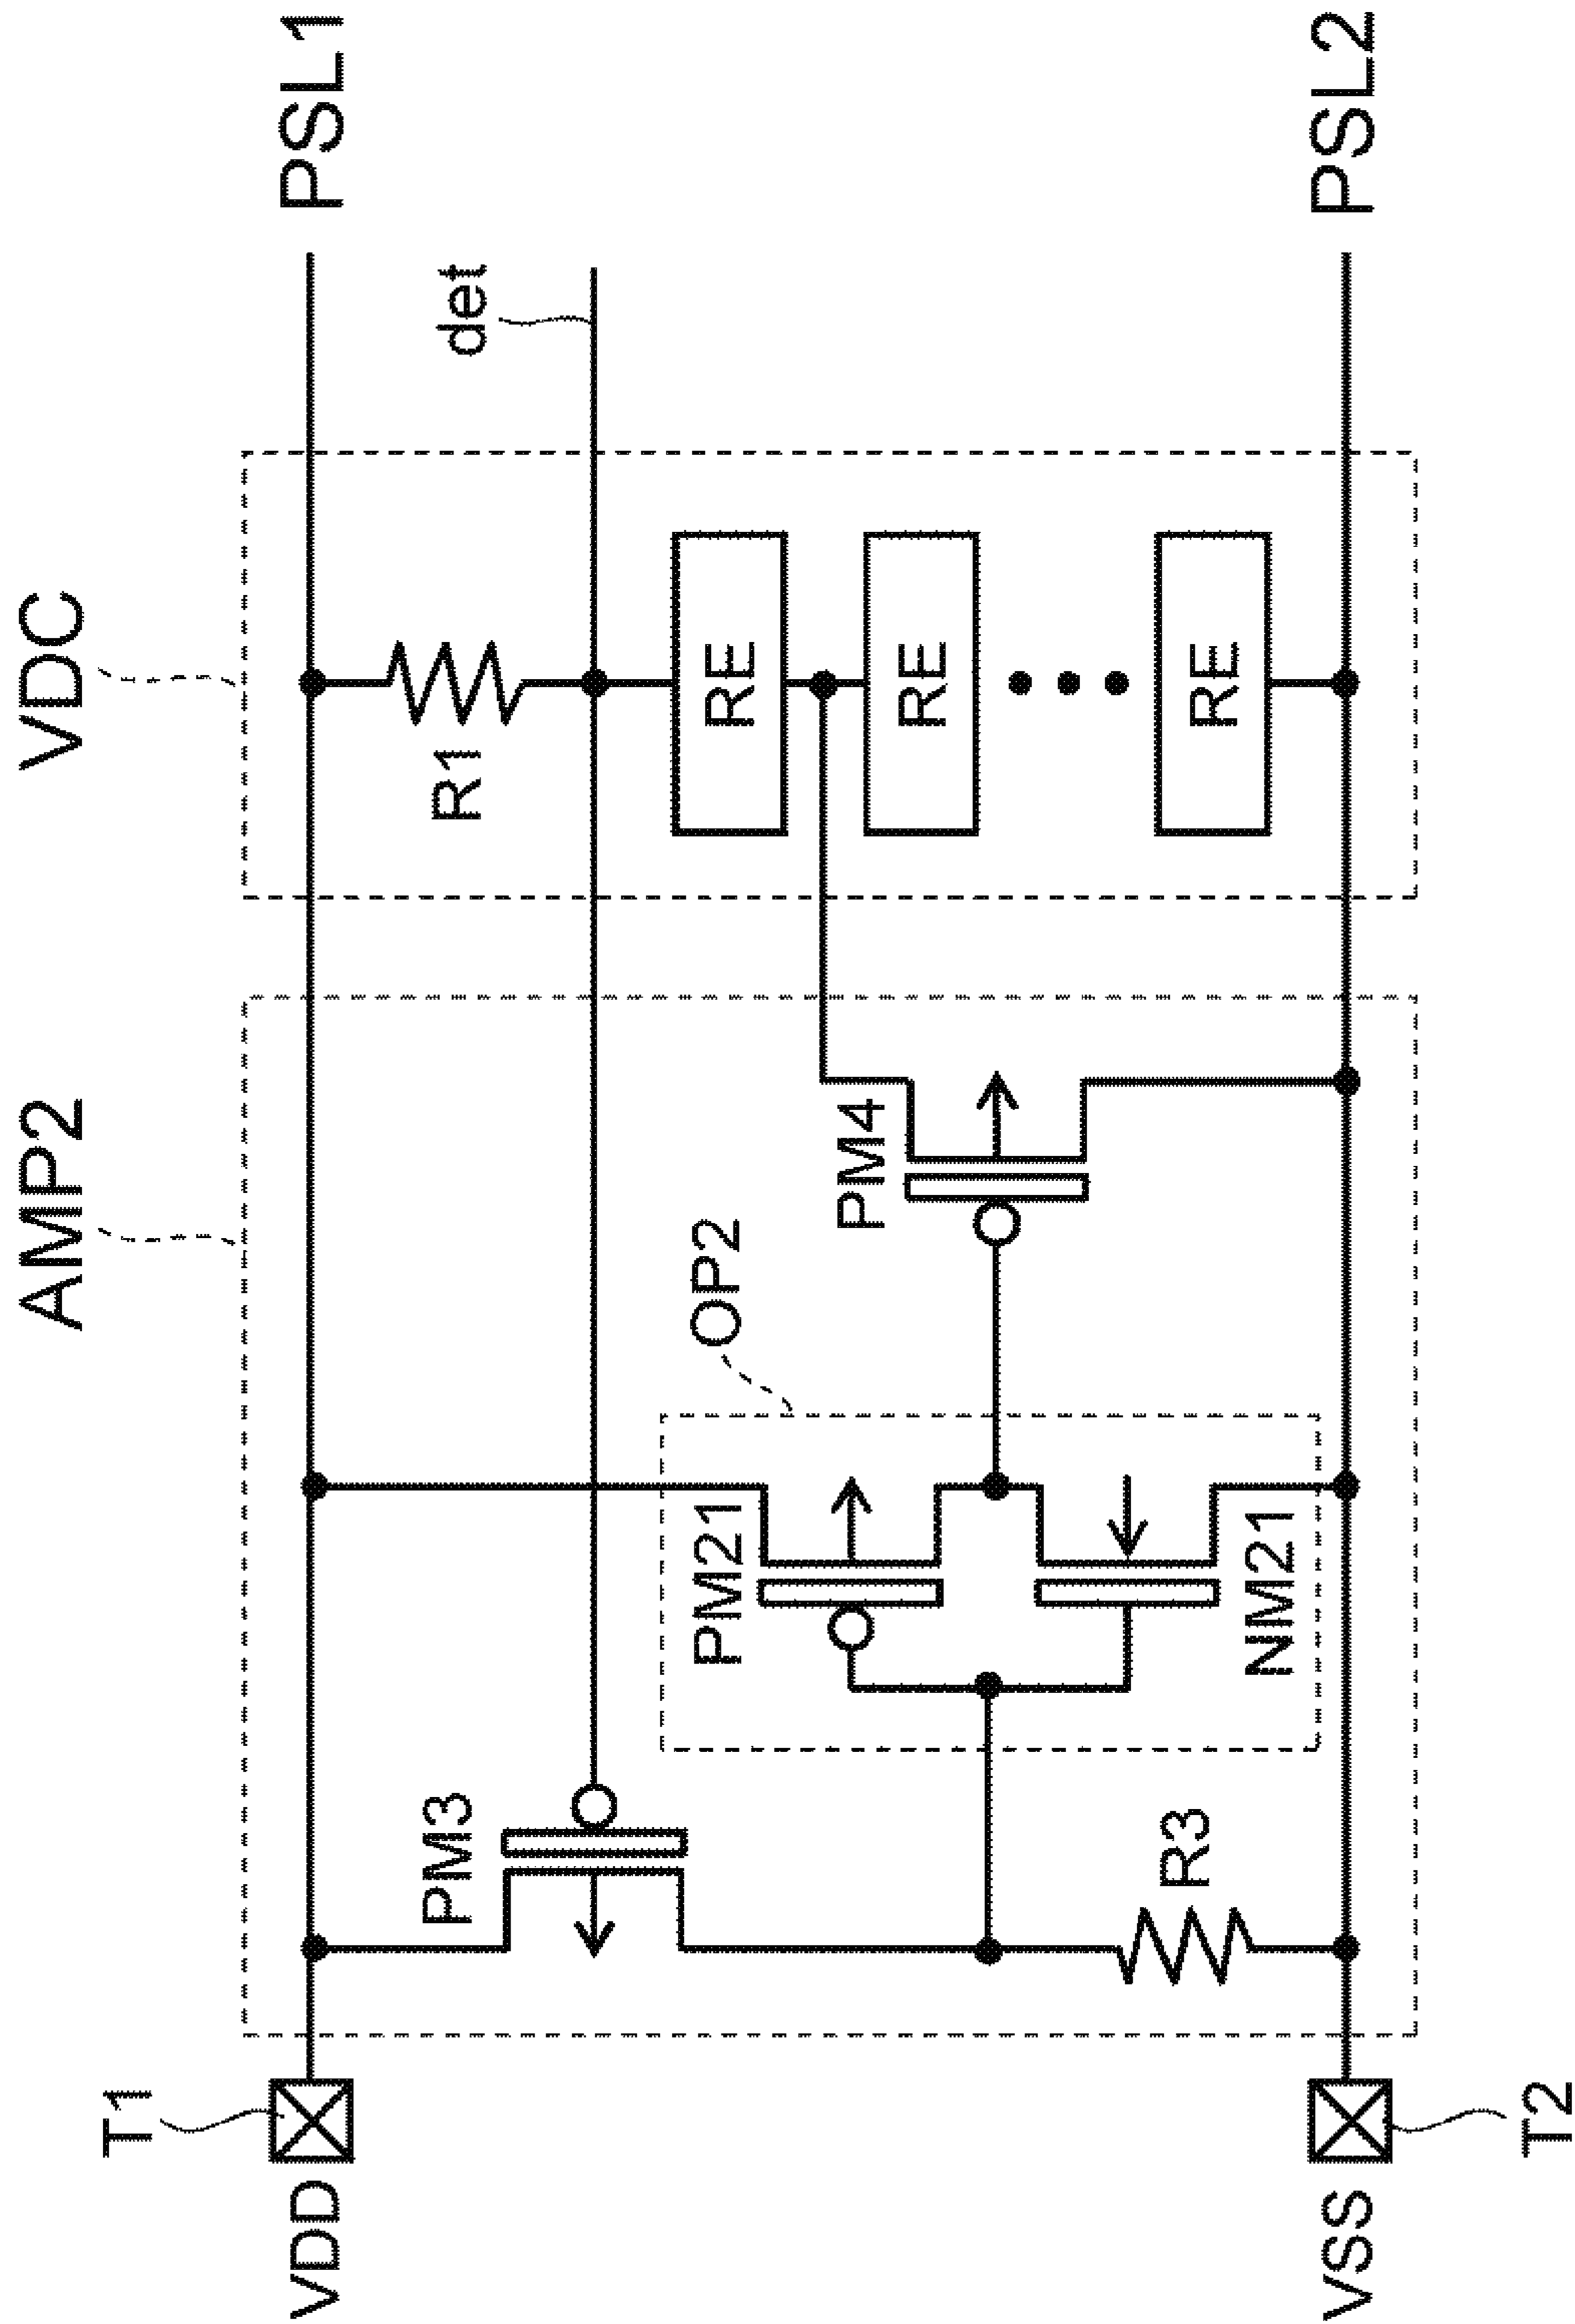 AMP2
VDC
T1
VDD
PSL1
PM3
det
R1
OP2
PM21
PM4
RE
RE
RE
NM21
R3
VSS
PSL2
T2